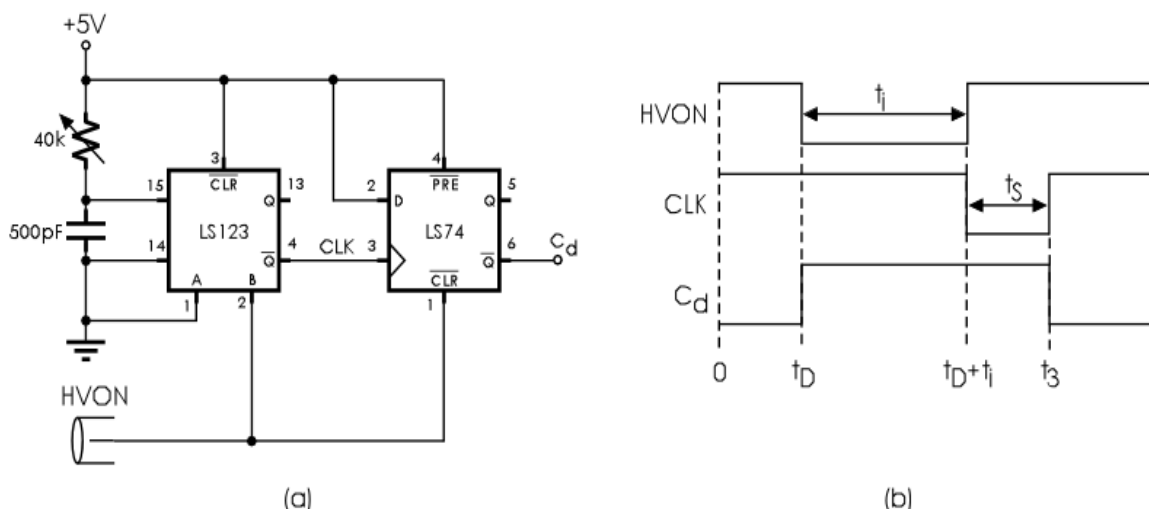 +5V
40k
500pF
15
14
3
CLR
13
Q
LS123
Q
4
A
B
1
2
CLK
2
D
3
4
PRE
5
Q
LS74
Q
6
CLR
1
Cd
HVON
(a)
HVON
ti
CLK
tS
Cd
0
tD
tD+ti
t3
(b)